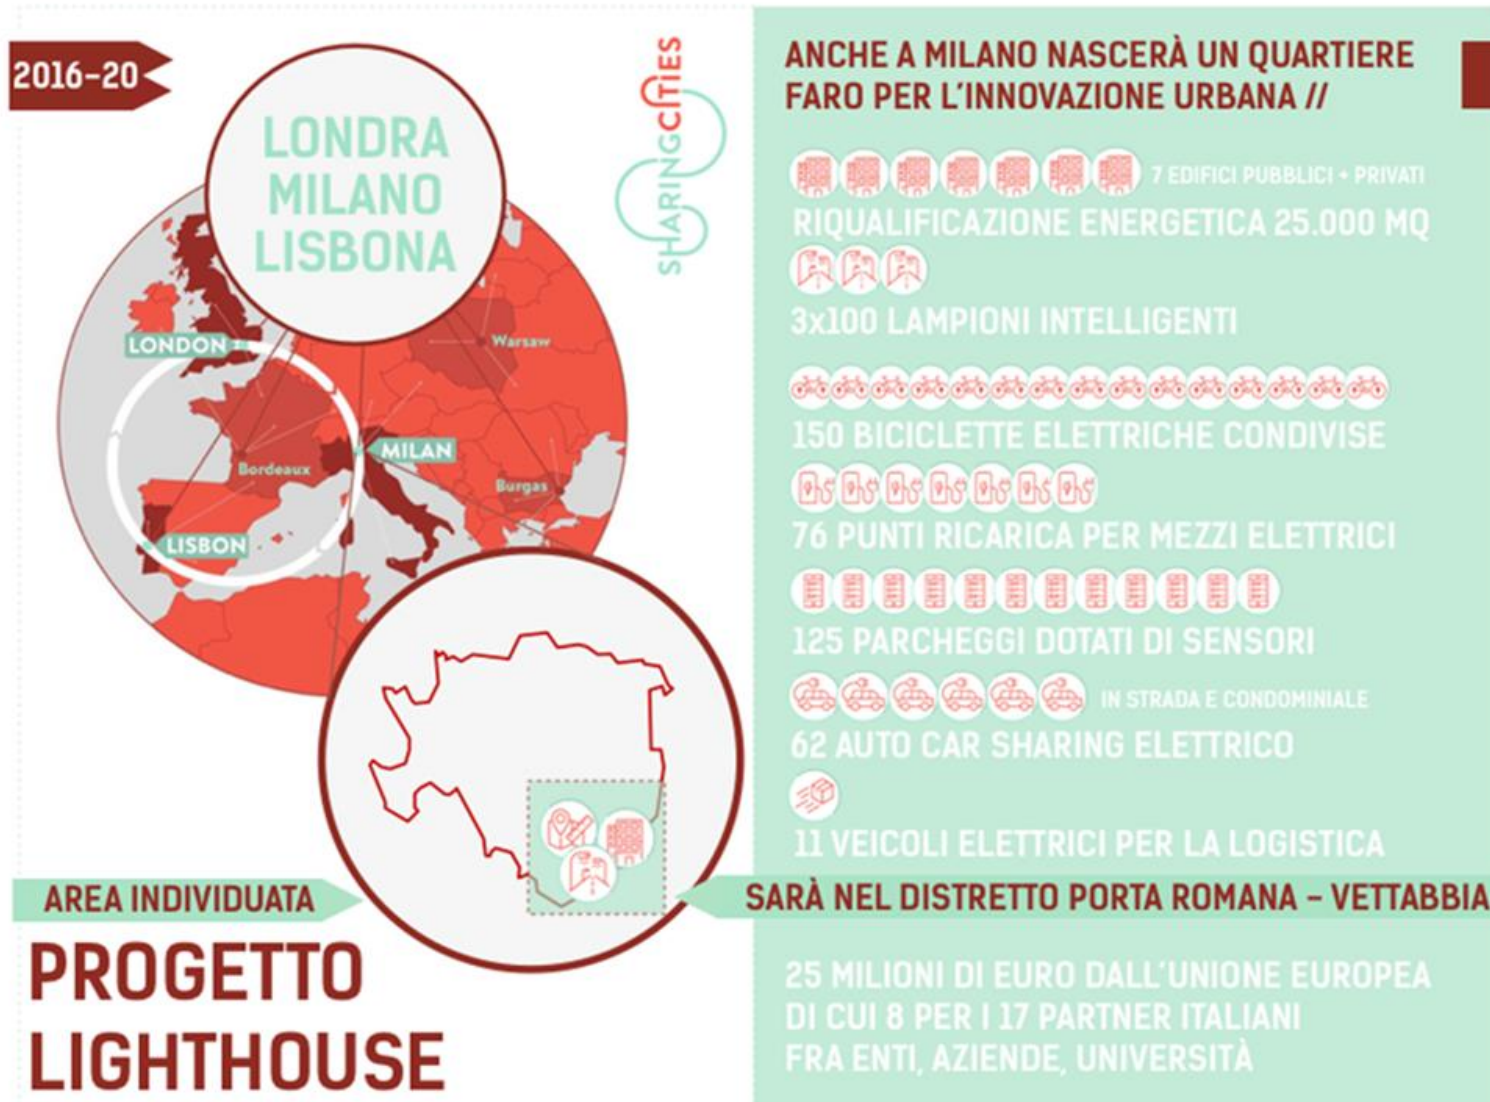 2016-20
LONDRA
MILANO
LISBONA
SHARINGCITIES
LONDON
Warsaw
MILAN
Bordeaux
Burgas
LISBON
AREA INDIVIDUATA
PROGETTO
LIGHTHOUSE
ANCHE A MILANO NASCERÀ UN QUARTIERE
FARO PER L'INNOVAZIONE URBANA //
7 EDIFICI PUBBLICI + PRIVATI
RIQUALIFICAZIONE ENERGETICA 25.000 MQ
3x100 LAMPIONI INTELLIGENTI
150 BICICLETTE ELETTRICHE CONDIVISE
76 PUNTI RICARICA PER MEZZI ELETTRICI
125 PARCHEGGI DOTATI DI SENSORI
IN STRADA E CONDOMINIALE
62 AUTO CAR SHARING ELETTRICO
11 VEICOLI ELETTRICI PER LA LOGISTICA
SARÀ NEL DISTRETTO PORTA ROMANA – VETTABBIA
25 MILIONI DI EURO DALL'UNIONE EUROPEA
DI CUI 8 PER I 17 PARTNER ITALIANI
FRA ENTI, AZIENDE, UNIVERSITÀ